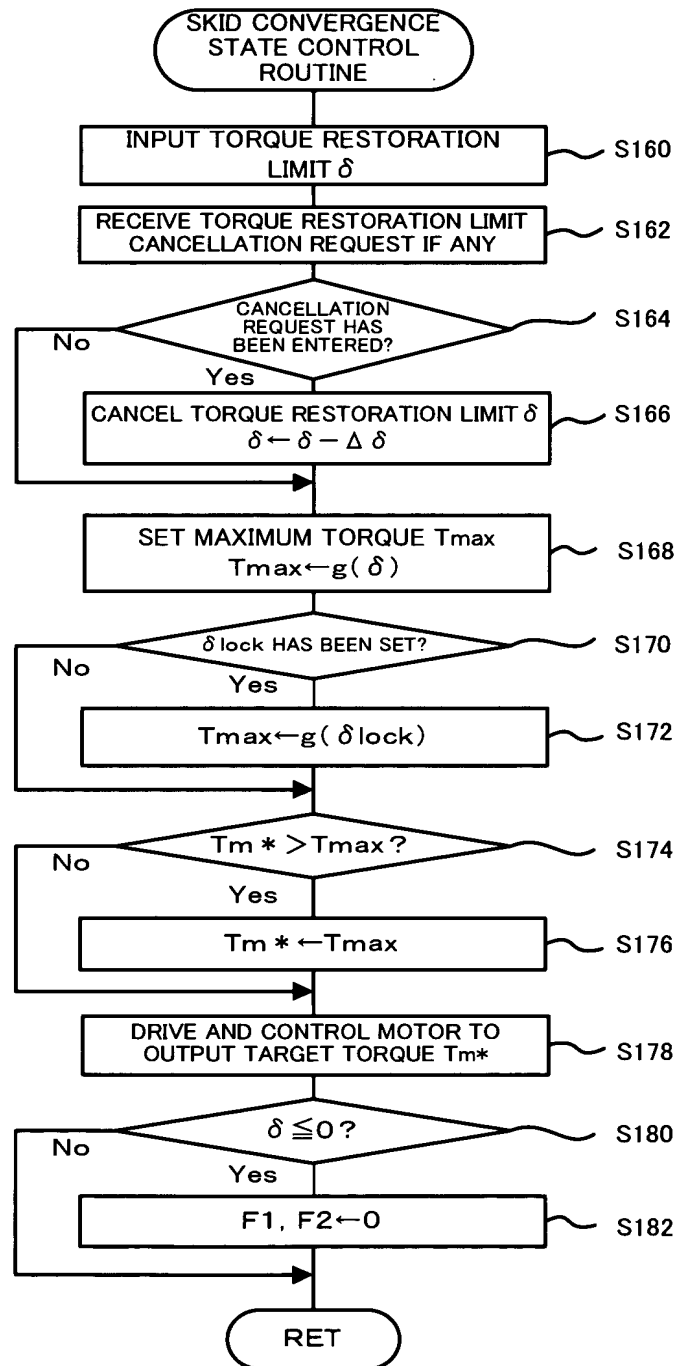 SKID CONVERGENCE
STATE CONTROL
ROUTINE
INPUT TORQUE RESTORATION
LIMIT δ
S160
RECEIVE TORQUE RESTORATION LIMIT
CANCELLATION REQUEST IF ANY
S162
CANCELLATION
REQUEST HAS
BEEN ENTERED?
S164
No
Yes
CANCEL TORQUE RESTORATION LIMIT δ
δ←δ−Δδ
S166
SET MAXIMUM TORQUE Tmax
Tmax←g(δ)
S168
δlock HAS BEEN SET?
S170
No
Yes
Tmax←g(δlock)
S172
Tm*>Tmax?
S174
No
Yes
Tm*←Tmax
S176
DRIVE AND CONTROL MOTOR TO
OUTPUT TARGET TORQUE Tm*
S178
δ≦0?
S180
No
Yes
F1, F2←0
S182
RET